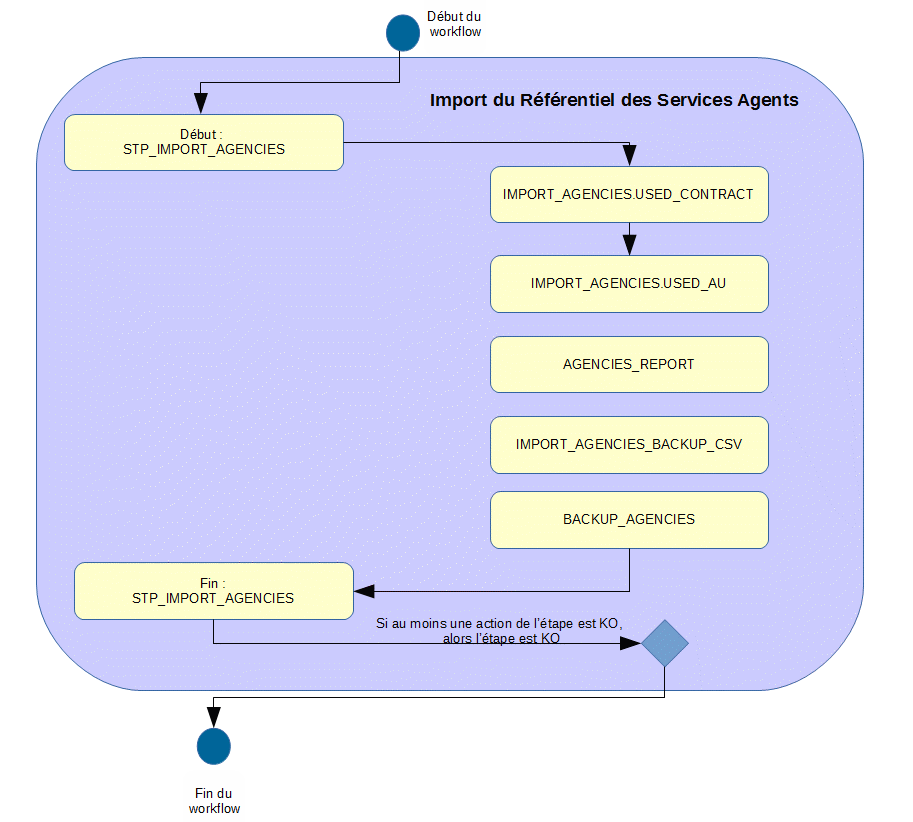 Début du
workflow
Import du Référentiel des Services Agents
Début :
STP_IMPORT_AGENCIES
IMPORT_AGENCIES.USED_CONTRACT
IMPORT_AGENCIES.USED_AU
AGENCIES_REPORT
IMPORT_AGENCIES_BACKUP_CSV
BACKUP_AGENCIES
Fin :
STP_IMPORT_AGENCIES
Si au moins une action de l'étape est KO,
alors l'étape est KO
Fin du
workflow